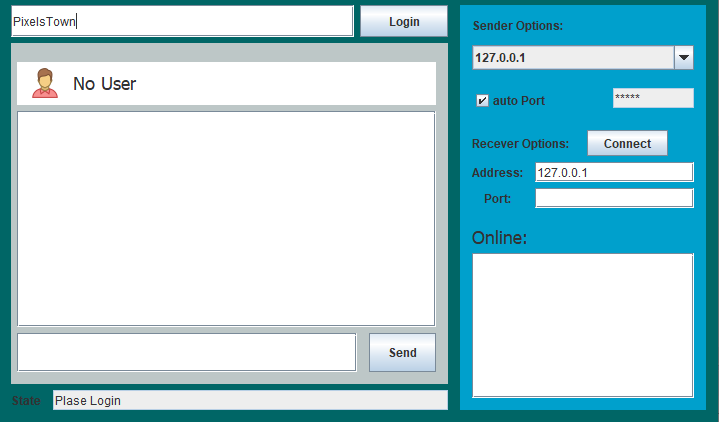 PixelsTown
Login
No User
Send
State
Plase Login
Sender Options:
127.0.0.1
auto Port
*****
Recever Options:
Connect
Address:
127.0.0.1
Port:
Online: